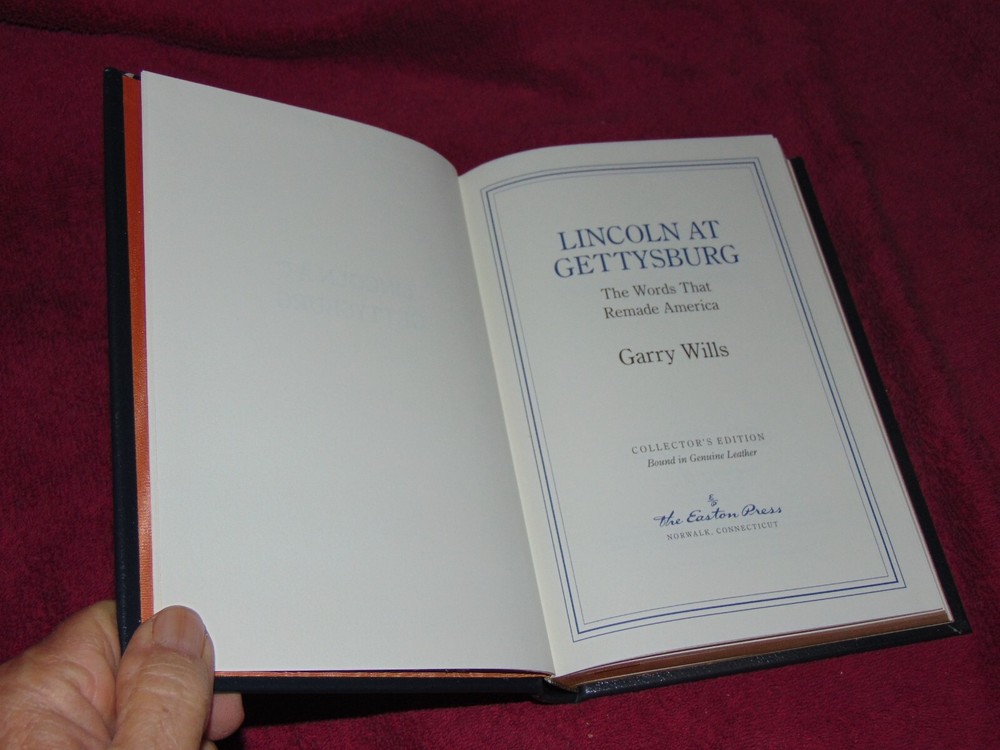 LINCOLN AT
GETTYSBURG
The Words That
Remade America
Garry Wills
COLLECTOR'S EDITION
Bound in Genuine Leather
The Easton Press
NORWALK, CONNECTICUT